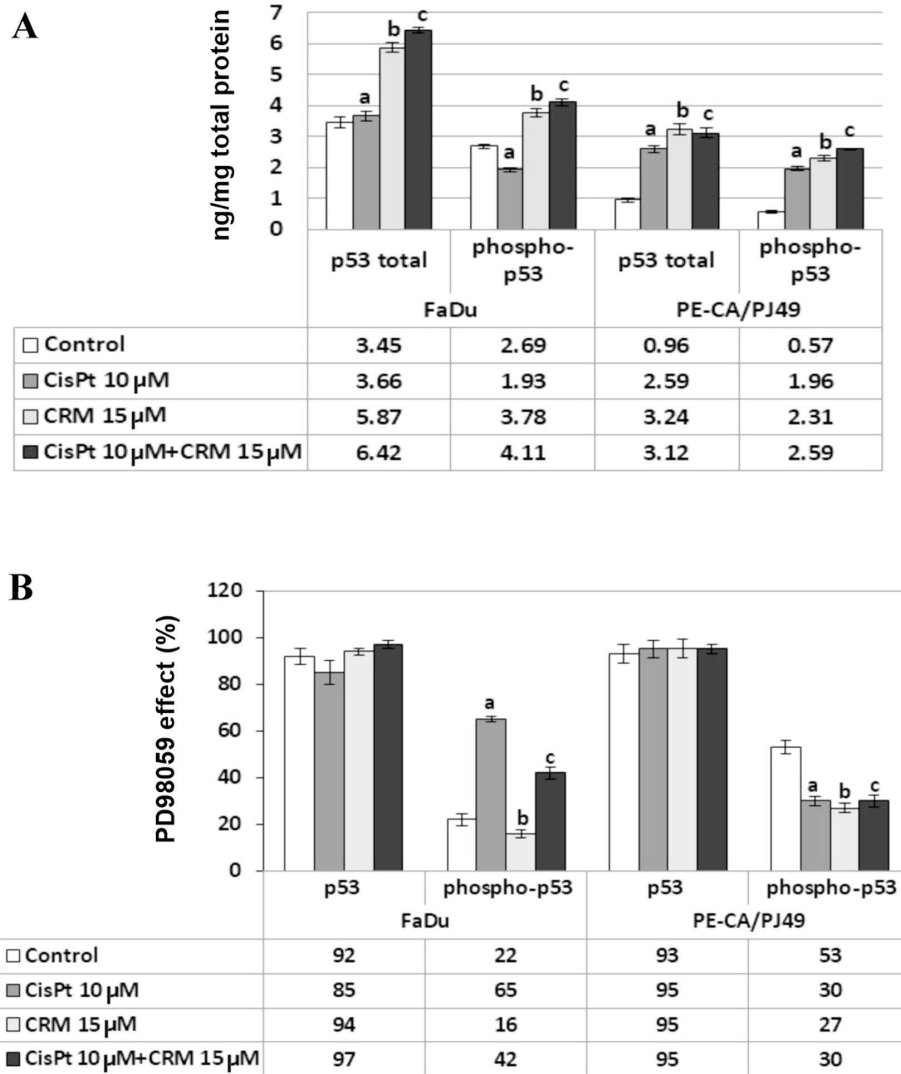 A
ng/mg total protein
7
6
5
4
3
2
1
0
a
b
c
a
b
c
a
b
c
a
b
c
p53 total
phospho-
p53
p53 total
phospho-
p53
FaDu
PE-CA/PJ49
Control 3.45 2.69 0.96 0.57
CisPt 10 µM 3.66 1.93 2.59 1.96
CRM 15 µM 5.87 3.78 3.24 2.31
CisPt 10 µM+CRM 15 µM 6.42 4.11 3.12 2.59
B
PD98059 effect (%)
120
100
80
60
40
20
0
a
b
c
a
b
c
p53 phospho-p53 p53 phospho-p53
FaDu PE-CA/PJ49
Control 92 22 93 53
CisPt 10 µM 85 65 95 30
CRM 15 µM 94 16 95 27
CisPt 10 µM+CRM 15 µM 97 42 95 30